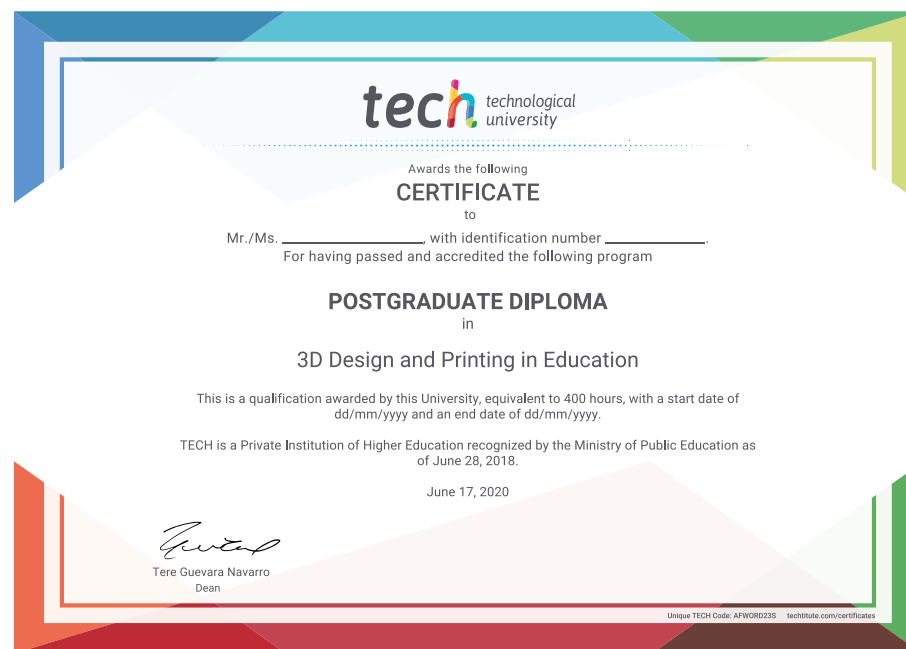 tech technological
university
Awards the following
CERTIFICATE
to
Mr./Ms. ________________, with identification number ___________.
For having passed and accredited the following program
POSTGRADUATE DIPLOMA
in
3D Design and Printing in Education
This is a qualification awarded by this University, equivalent to 400 hours, with a start date of
dd/mm/yyyy and an end date of dd/mm/yyyy.
TECH is a Private Institution of Higher Education recognized by the Ministry of Public Education as
of June 28, 2018.
June 17, 2020
Tere Guevara Navarro
Dean
Unique TECH Code: AFWORD23S techtitute.com/certificates